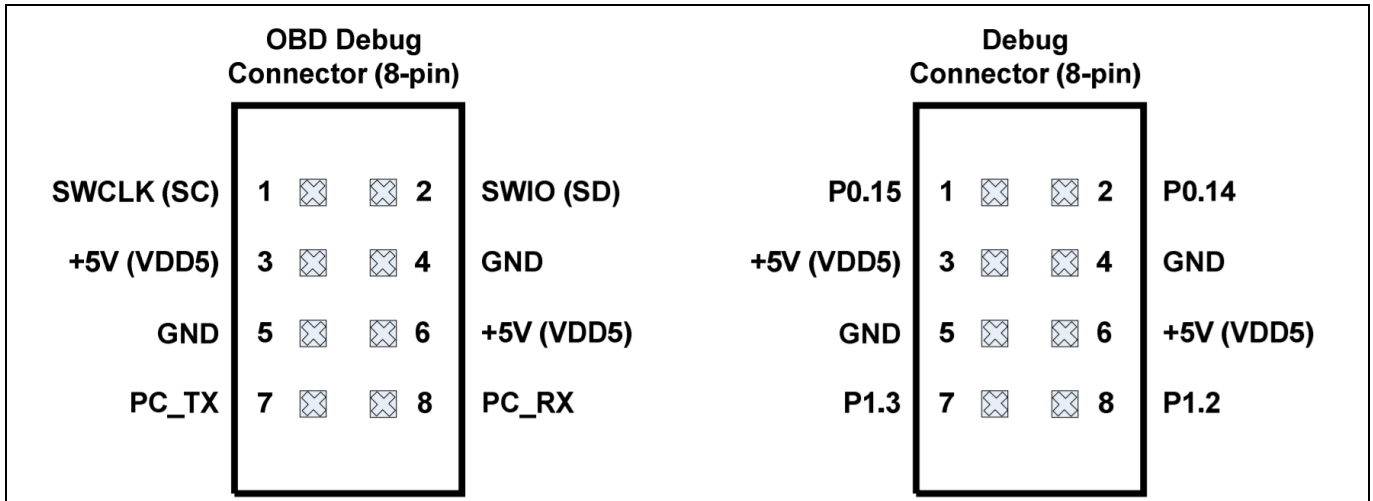 OBD Debug
Connector (8-pin)
SWCLK (SC) 1 2 SWIO (SD)
+5V (VDD5) 3 4 GND
GND 5 6 +5V (VDD5)
PC_TX 7 8 PC_RX
Debug
Connector (8-pin)
P0.15 1 2 P0.14
+5V (VDD5) 3 4 GND
GND 5 6 +5V (VDD5)
P1.3 7 8 P1.2